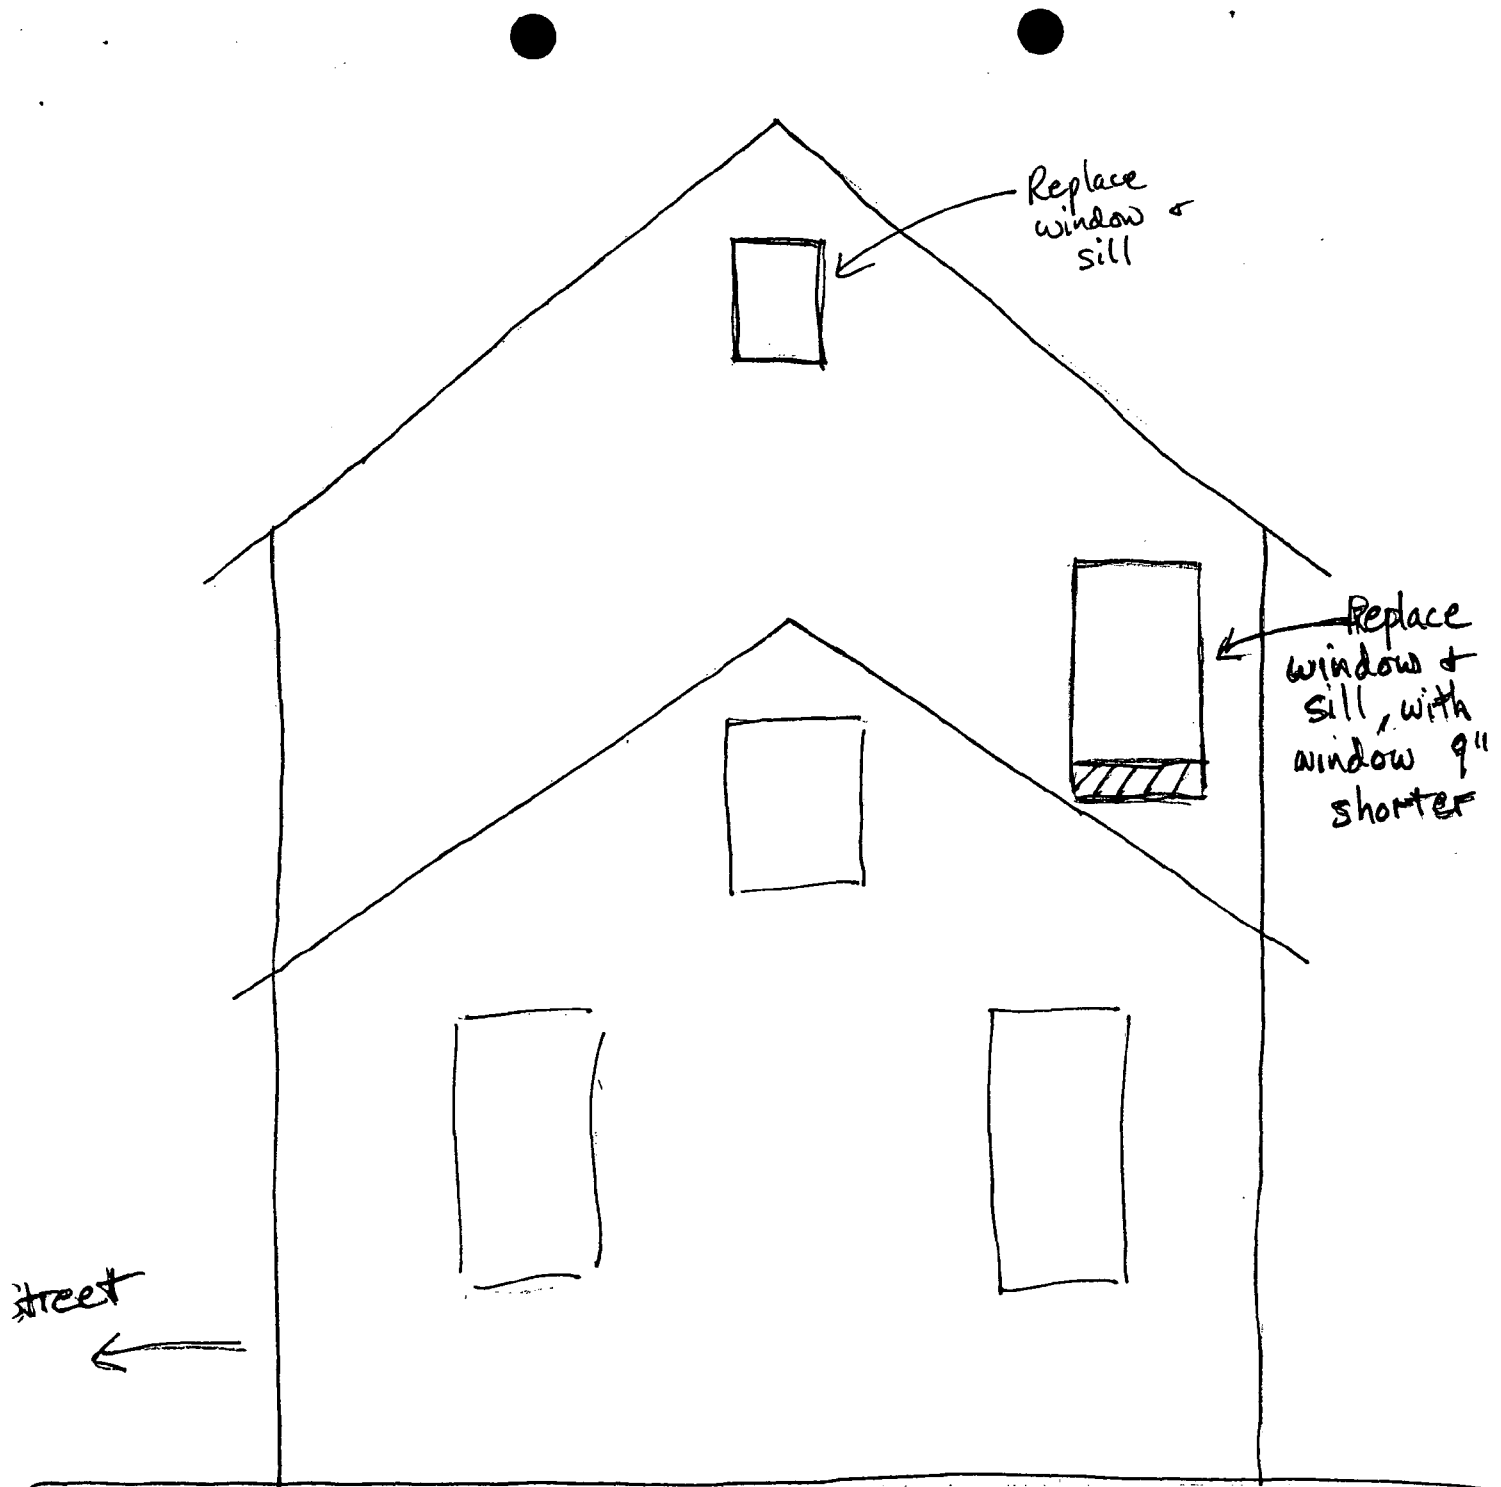 Replace
window &
sill
Replace
window &
sill, with
window 9"
shorter
street